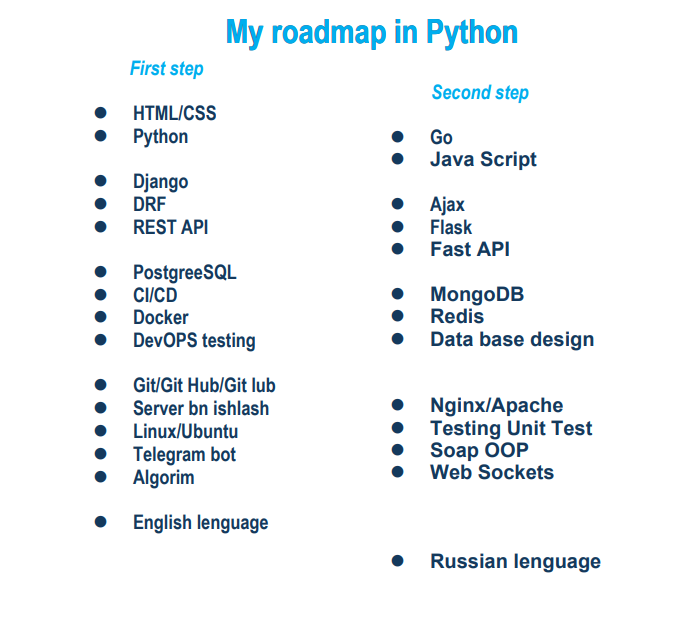 My roadmap in Python
First step
● HTML/CSS
● Python
● Django
● DRF
● REST API
● PostgreeSQL
● CI/CD
● Docker
● DevOPS testing
● Git/Git Hub/Git lub
● Server bn ishlash
● Linux/Ubuntu
● Telegram bot
● Algorim
● English lenguage
Second step
● Go
● Java Script
● Ajax
● Flask
● Fast API
● MongoDB
● Redis
● Data base design
● Nginx/Apache
● Testing Unit Test
● Soap OOP
● Web Sockets
● Russian lenguage